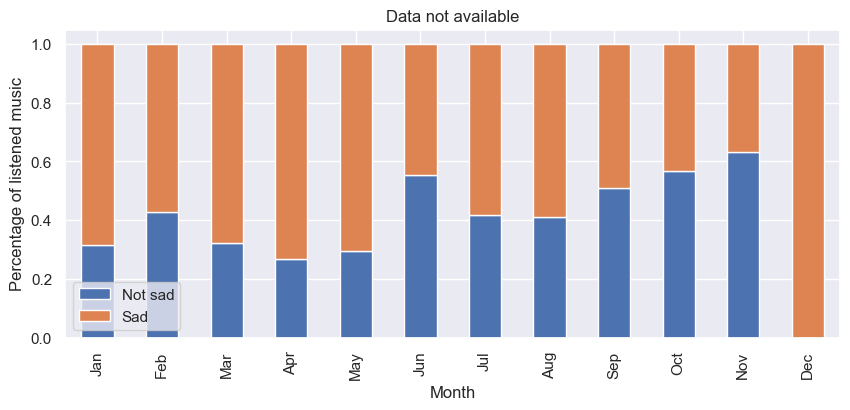 Data not available
Percentage of listened music
1.0
0.8
0.6
0.4
0.2
0.0
Not sad
Sad
Jan
Feb
Mar
Apr
May
Jun
Jul
Aug
Sep
Oct
Nov
Dec
Month